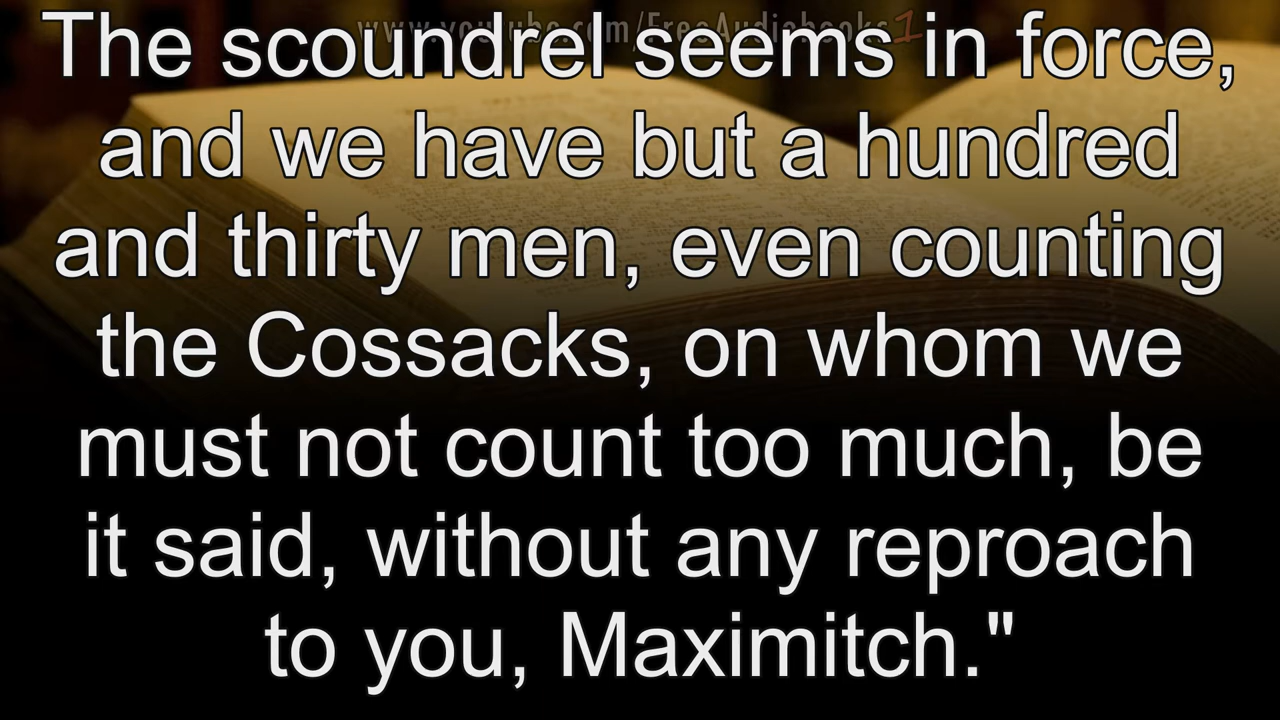 www.youtube.com/FreeAudiobooks1
The scoundrel seems in force,
and we have but a hundred
and thirty men, even counting
the Cossacks, on whom we
must not count too much, be
it said, without any reproach
to you, Maximitch."